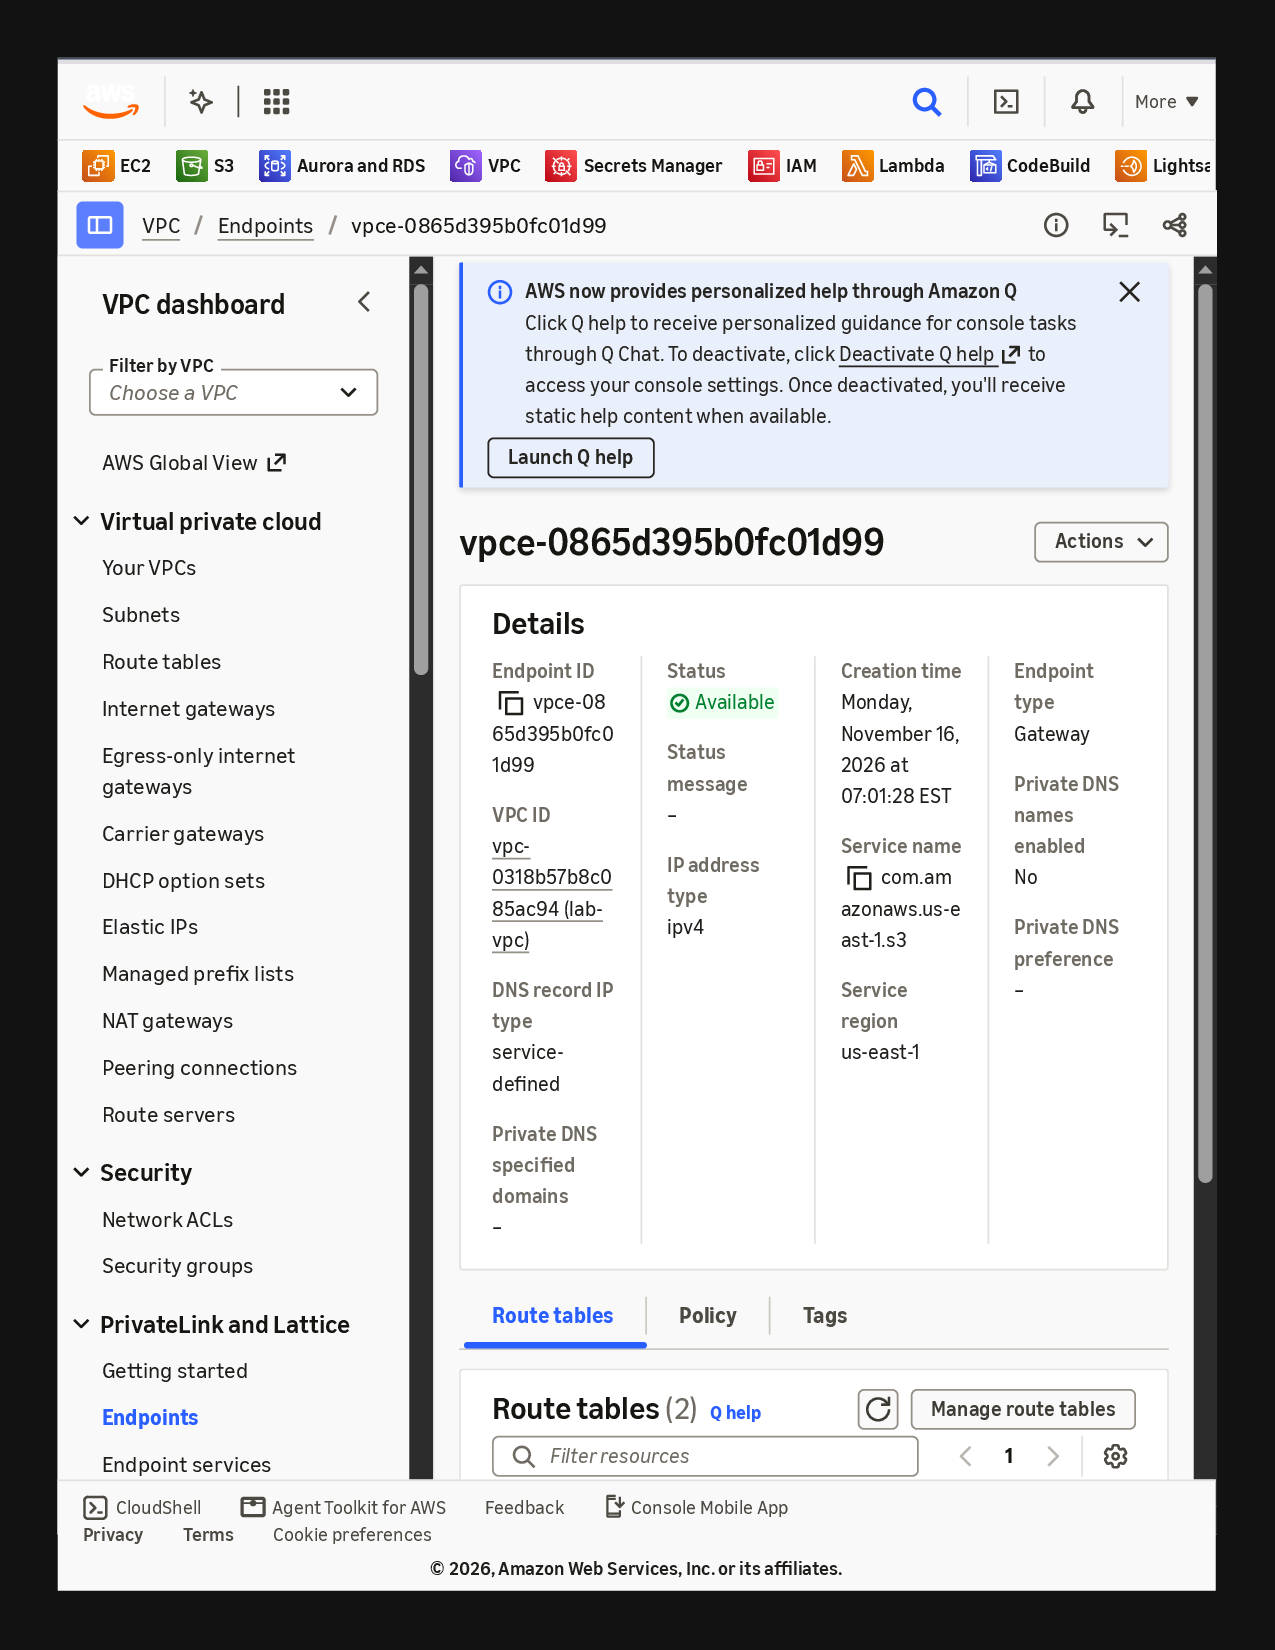 aws
More
EC2
S3
Aurora and RDS
VPC
Secrets Manager
IAM
Lambda
CodeBuild
Lightsa
VPC / Endpoints / vpce-0865d395b0fc01d99
VPC dashboard
Filter by VPC
Choose a VPC
AWS Global View
Virtual private cloud
Your VPCs
Subnets
Route tables
Internet gateways
Egress-only internet
gateways
Carrier gateways
DHCP option sets
Elastic IPs
Managed prefix lists
NAT gateways
Peering connections
Route servers
Security
Network ACLs
Security groups
PrivateLink and Lattice
Getting started
Endpoints
Endpoint services
AWS now provides personalized help through Amazon Q
Click Q help to receive personalized guidance for console tasks
through Q Chat. To deactivate, click Deactivate Q help to
access your console settings. Once deactivated, you'll receive
static help content when available.
Launch Q help
vpce-0865d395b0fc01d99
Actions
Details
Endpoint ID
vpce-08
65d395b0fc0
1d99
VPC ID
vpc-
0318b57b8c0
85ac94 (lab-
vpc)
DNS record IP
type
service-
defined
Private DNS
specified
domains
–
Status
Available
Status
message
–
IP address
type
ipv4
Creation time
Monday,
November 16,
2026 at
07:01:28 EST
Service name
com.am
azonaws.us-e
ast-1.s3
Service
region
us-east-1
Endpoint
type
Gateway
Private DNS
names
enabled
No
Private DNS
preference
–
Route tables
Policy
Tags
Route tables (2) Q help
Manage route tables
Filter resources
1
CloudShell
Agent Toolkit for AWS
Feedback
Console Mobile App
Privacy
Terms
Cookie preferences
© 2026, Amazon Web Services, Inc. or its affiliates.